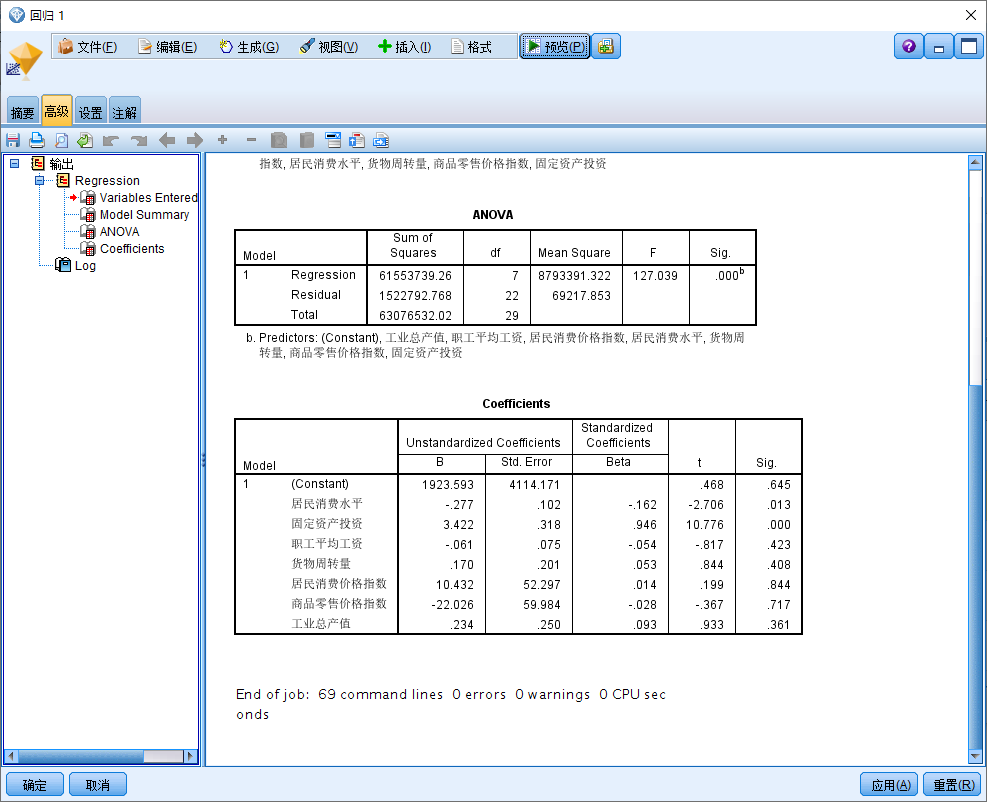 回归 1
文件(F) 编辑(E) 生成(G) 视图(V) 插入(I) 格式 预览(P)
摘要 高级 设置 注解
输出
Regression
Variables Entered
Model Summary
ANOVA
Coefficients
Log
指数, 居民消费水平, 货物周转量, 商品零售价格指数, 固定资产投资
ANOVA
Model Sum of Squares df Mean Square F Sig.
1 Regression 61553739.26 7 8793391.322 127.039 .000b
Residual 1522792.768 22 69217.853
Total 63076532.02 29
b. Predictors: (Constant), 工业总产值, 职工平均工资, 居民消费价格指数, 居民消费水平, 货物周
转量, 商品零售价格指数, 固定资产投资
Coefficients
Model Unstandardized Coefficients Standardized Coefficients t Sig.
B Std. Error Beta
1 (Constant) 1923.593 4114.171 .468 .645
居民消费水平 -.277 .102 -.162 -2.706 .013
固定资产投资 3.422 .318 .946 10.776 .000
职工平均工资 -.061 .075 -.054 -.817 .423
货物周转量 .170 .201 .053 .844 .408
居民消费价格指数 10.432 52.297 .014 .199 .844
商品零售价格指数 -22.026 59.984 -.028 -.367 .717
工业总产值 .234 .250 .093 .933 .361
End of job: 69 command lines 0 errors 0 warnings 0 CPU sec
onds
确定 取消 应用(A) 重置(R)